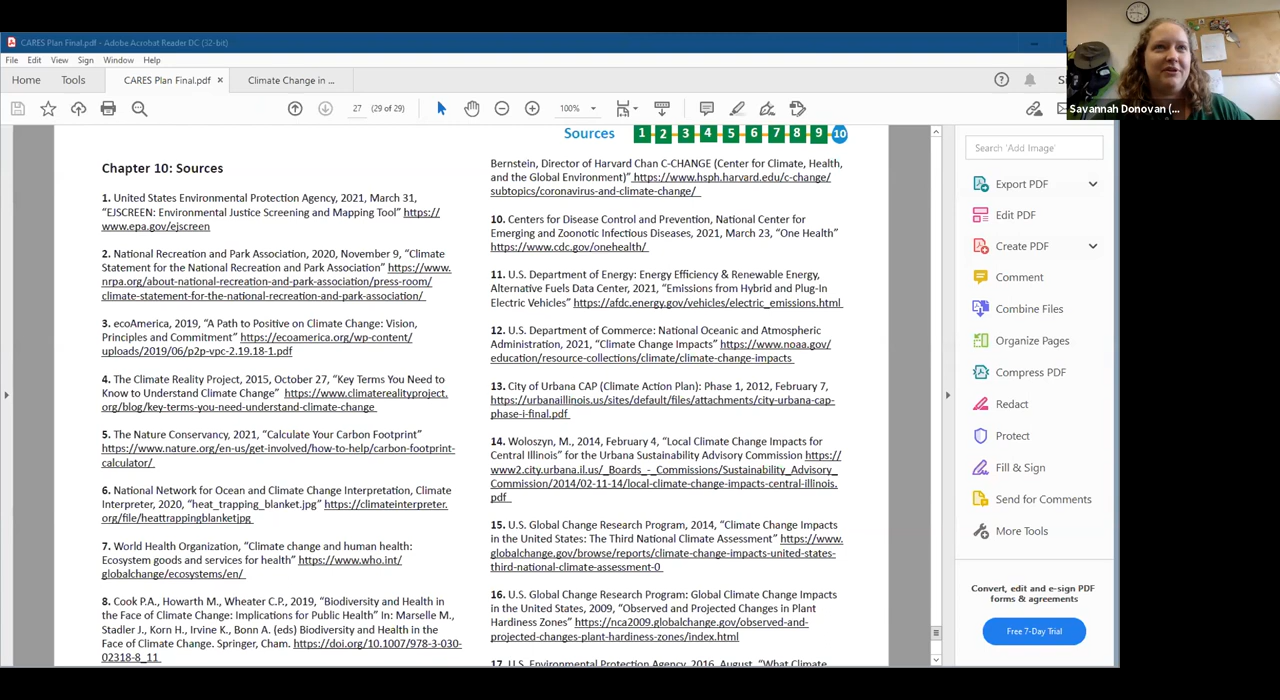 CARES Plan Final.pdf - Adobe Acrobat Reader DC (32-bit)
File Edit View Sign Window Help
Home Tools CARES Plan Final.pdf × Climate Change in ...
27 (29 of 29) 100%
Savannah Donovan (...
Sources 1 2 3 4 5 6 7 8 9 10
Chapter 10: Sources
1. United States Environmental Protection Agency, 2021, March 31,
“EJSCREEN: Environmental Justice Screening and Mapping Tool” https://
www.epa.gov/ejscreen
2. National Recreation and Park Association, 2020, November 9, “Climate
Statement for the National Recreation and Park Association” https://www.
nrpa.org/about-national-recreation-and-park-association/press-room/
climate-statement-for-the-national-recreation-and-park-association/
3. ecoAmerica, 2019, “A Path to Positive on Climate Change: Vision,
Principles and Commitment” https://ecoamerica.org/wp-content/
uploads/2019/06/p2p-vpc-2.19.18-1.pdf
4. The Climate Reality Project, 2015, October 27, “Key Terms You Need to
Know to Understand Climate Change” https://www.climaterealityproject.
org/blog/key-terms-you-need-understand-climate-change
5. The Nature Conservancy, 2021, “Calculate Your Carbon Footprint”
https://www.nature.org/en-us/get-involved/how-to-help/carbon-footprint-
calculator/
6. National Network for Ocean and Climate Change Interpretation, Climate
Interpreter, 2020, “heat_trapping_blanket.jpg” https://climateinterpreter.
org/file/heattrappingblanketjpg
7. World Health Organization, “Climate change and human health:
Ecosystem goods and services for health” https://www.who.int/
globalchange/ecosystems/en/
8. Cook P.A., Howarth M., Wheater C.P., 2019, “Biodiversity and Health in
the Face of Climate Change: Implications for Public Health” In: Marselle M.,
Stadler J., Korn H., Irvine K., Bonn A. (eds) Biodiversity and Health in the
Face of Climate Change. Springer, Cham. https://doi.org/10.1007/978-3-030-
02318-8_11
Bernstein, Director of Harvard Chan C-CHANGE (Center for Climate, Health,
and the Global Environment)” https://www.hsph.harvard.edu/c-change/
subtopics/coronavirus-and-climate-change/
10. Centers for Disease Control and Prevention, National Center for
Emerging and Zoonotic Infectious Diseases, 2021, March 23, “One Health”
https://www.cdc.gov/onehealth/
11. U.S. Department of Energy: Energy Efficiency & Renewable Energy,
Alternative Fuels Data Center, 2021, “Emissions from Hybrid and Plug-In
Electric Vehicles” https://afdc.energy.gov/vehicles/electric_emissions.html
12. U.S. Department of Commerce: National Oceanic and Atmospheric
Administration, 2021, “Climate Change Impacts” https://www.noaa.gov/
education/resource-collections/climate/climate-change-impacts
13. City of Urbana CAP (Climate Action Plan): Phase 1, 2012, February 7,
https://urbanaillinois.us/sites/default/files/attachments/city-urbana-cap-
phase-i-final.pdf
14. Woloszyn, M., 2014, February 4, “Local Climate Change Impacts for
Central Illinois” for the Urbana Sustainability Advisory Commission https://
www2.city.urbana.il.us/_Boards_-_Commissions/Sustainability_Advisory_
Commission/2014/02-11-14/local-climate-change-impacts-central-illinois.
pdf
15. U.S. Global Change Research Program, 2014, “Climate Change Impacts
in the United States: The Third National Climate Assessment” https://www.
globalchange.gov/browse/reports/climate-change-impacts-united-states-
third-national-climate-assessment-0
16. U.S. Global Change Research Program: Global Climate Change Impacts
in the United States, 2009, “Observed and Projected Changes in Plant
Hardiness Zones” https://nca2009.globalchange.gov/observed-and-
projected-changes-plant-hardiness-zones/index.html
17. U.S. Environmental Protection Agency, 2016, August, “What Climate
Search 'Add Image'
Export PDF
Edit PDF
Create PDF
Comment
Combine Files
Organize Pages
Compress PDF
Redact
Protect
Fill & Sign
Send for Comments
More Tools
Convert, edit and e-sign PDF
forms & agreements
Free 7-Day Trial